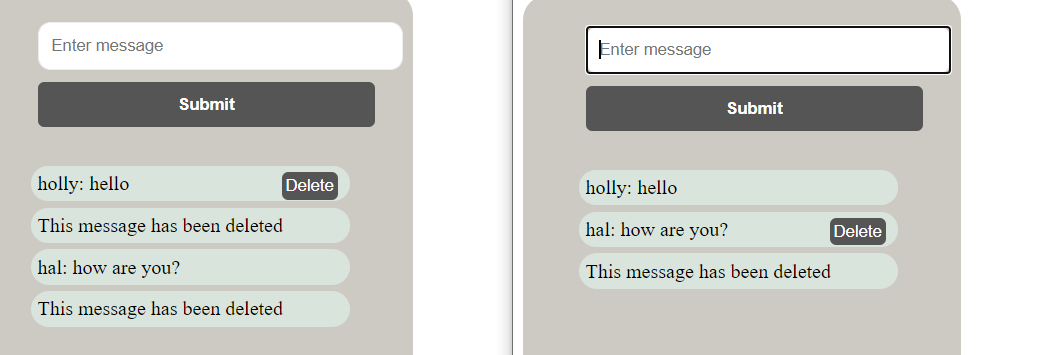 Enter message
Submit
holly: hello
Delete
This message has been deleted
hal: how are you?
This message has been deleted
Enter message
Submit
holly: hello
hal: how are you?
Delete
This message has been deleted